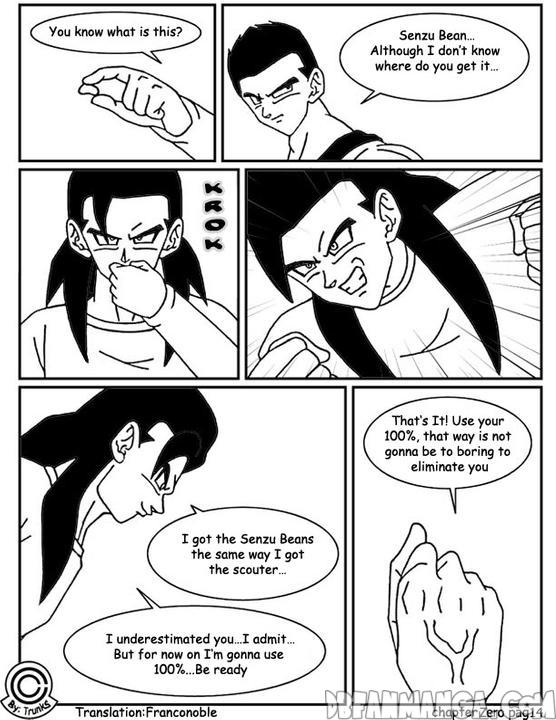 You know what is this?
Senzu Bean...
Although I don't know
where do you get it...
KROK
That's It! Use your
100%, that way is not
gonna be to boring to
eliminate you
I got the Senzu Beans
the same way I got
the scouter...
I underestimated you...I admit...
But for now on I'm gonna use
100%...Be ready
By: Trunks
Translation:Franconoble
DBFANMANGA.COM
chapterZero pag14